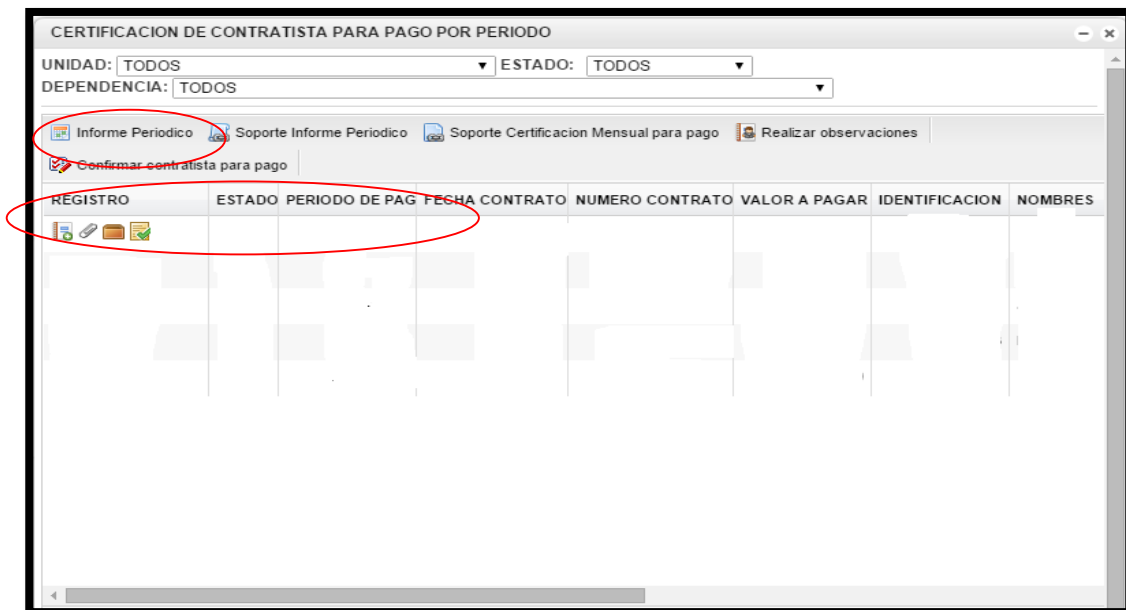 CERTIFICACION DE CONTRATISTA PARA PAGO POR PERIODO
UNIDAD: TODOS ESTADO: TODOS
DEPENDENCIA: TODOS
Informe Periodico Soporte Informe Periodico Soporte Certificacion Mensual para pago Realizar observaciones
Confirmar contratista para pago
REGISTRO ESTADO PERIODO DE PAG FECHA CONTRATO NUMERO CONTRATO VALOR A PAGAR IDENTIFICACION NOMBRES